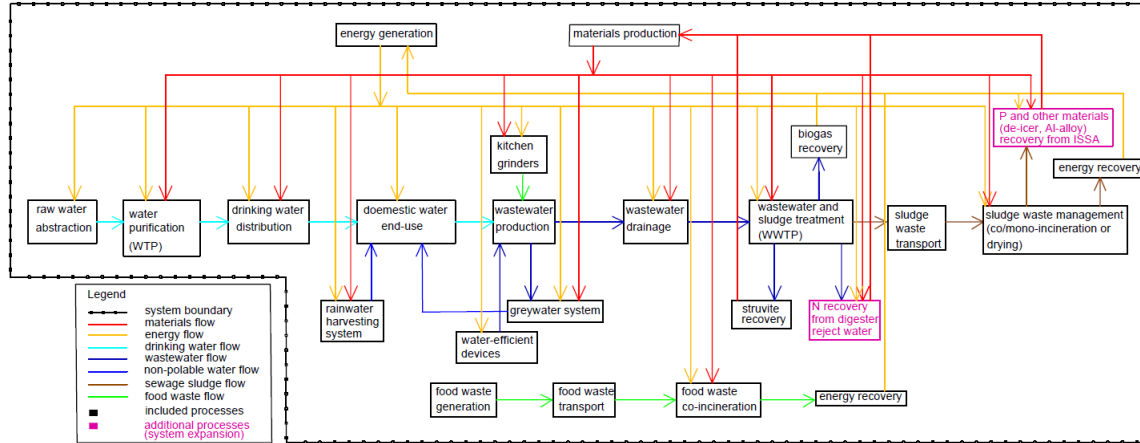 energy generation
materials production
kitchen
grinders
biogas
recovery
P and other materials
(de-icer, Al-alloy)
recovery from ISSA
energy recovery
raw water
abstraction
water
purification
(WTP)
drinking water
distribution
doemestic water
end-use
wastewater
production
wastewater
drainage
wastewater and
sludge treatment
(WWTP)
sludge
waste
transport
sludge waste management
(co/mono-incineration or
drying)
rainwater
harvesting
system
greywater system
water-efficient
devices
struvite
recovery
N recovery
from digester
reject water
food waste
generation
food waste
transport
food waste
co-incineration
energy recovery
Legend
system boundary
materials flow
energy flow
drinking water flow
wastewater flow
non-polable water flow
sewage sludge flow
food waste flow
included processes
additional processes
(system expansion)